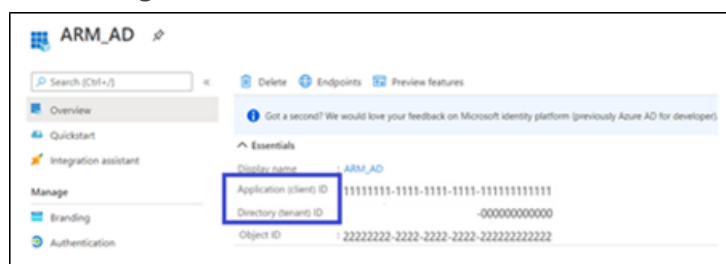 ARM_AD
Search (Ctrl+/)
«
Delete
Endpoints
Preview features
Overview
Got a second? We would love your feedback on Microsoft identity platform (previously Azure AD for developer).
Quickstart
Essentials
Integration assistant
Display name : ARM_AD
Manage
Application (client) ID 11111111-1111-1111-1111-111111111111
Branding
Directory (tenant) ID -000000000000
Authentication
Object ID : 22222222-2222-2222-2222-222222222222